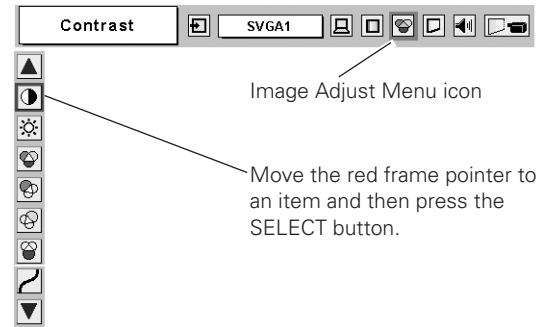 Contrast
SVGA1
Image Adjust Menu icon
Move the red frame pointer to
an item and then press the
SELECT button.